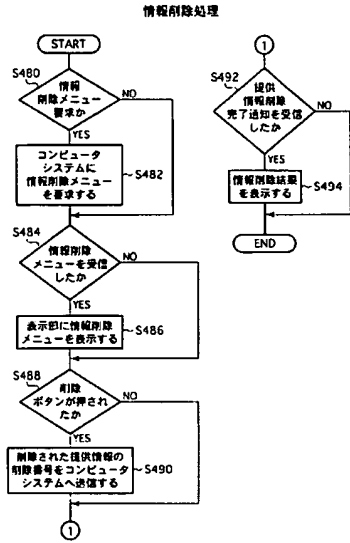 情報削除処理
START
S480
情報
削除メニュー
要求か
NO
YES
コンピュータ
システムに
情報削除メニュー
を要求する
S482
S484
情報削除
メニューを受信
したか
NO
YES
表示部に情報削除
メニューを表示する
S486
S488
削除
ボタンが押され
たか
NO
YES
削除された提供情報の
削除番号をコンピュータ
システムへ送信する
S490
1
1
S492
提供
情報削除
完了通知を受信
したか
NO
YES
情報削除結果
を表示する
S494
END